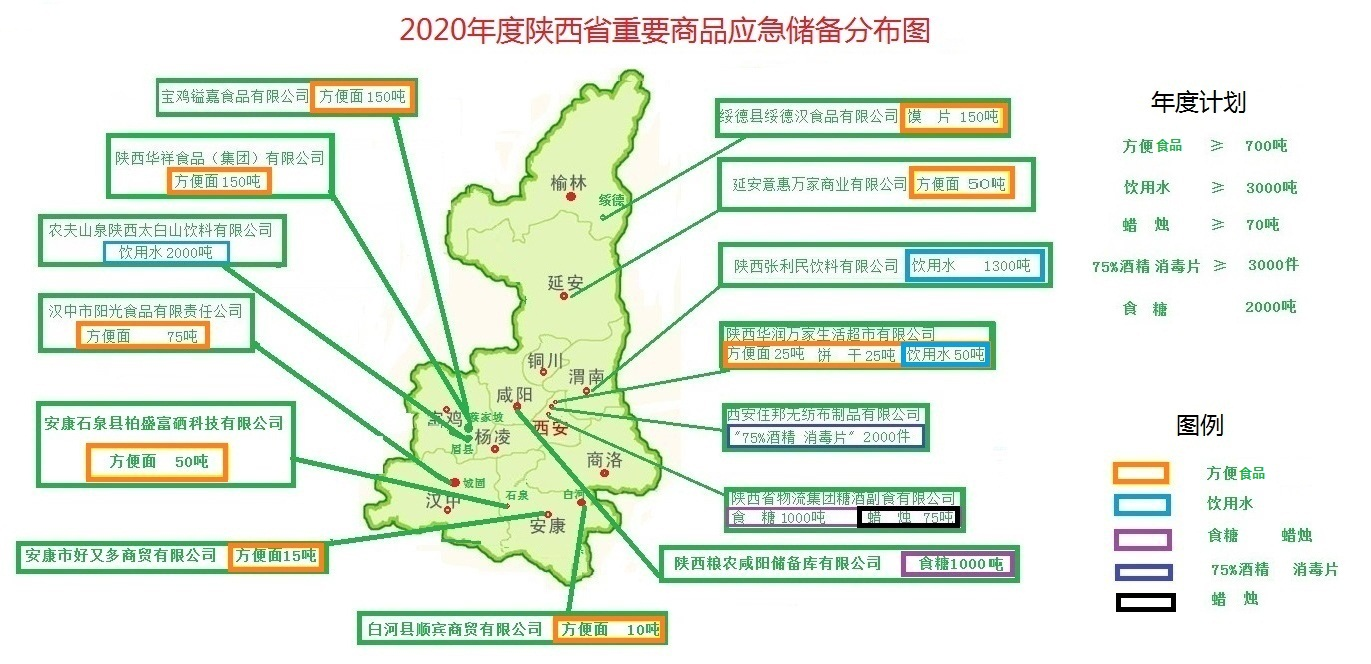 2020年度陕西省重要商品应急储备分布图
宝鸡镒嘉食品有限公司 方便面150吨
陕西华祥食品（集团）有限公司
方便面150吨
农夫山泉陕西太白山饮料有限公司
饮用水2000吨
汉中市阳光食品有限责任公司
方便面 75吨
安康石泉县柏盛富硒科技有限公司
方便面 50吨
安康市好又多商贸有限公司 方便面15吨
白河县顺宾商贸有限公司 方便面 10吨
榆林
绥德
延安
铜川
渭南
咸阳
宝鸡
蔡家坡
西安
杨凌
眉县
商洛
城固
石泉
白河
汉中
安康
绥德县绥德汉食品有限公司 馍 片 150吨
延安意惠万家商业有限公司 方便面 50吨
陕西张利民饮料有限公司 饮用水 1300吨
陕西华润万家生活超市有限公司
方便面25吨 饼 干25吨 饮用水50吨
西安佳邦无纺布制品有限公司
"75%酒精 消毒片" 2000件
陕西省物流集团糖酒副食有限公司
食 糖1000吨 蜡 烛 75吨
陕西粮农咸阳储备库有限公司 食糖1000吨
年度计划
方便食品 ≥ 700吨
饮用水 ≥ 3000吨
蜡 烛 ≥ 70吨
75%酒精 消毒片 ≥ 3000件
食 糖 2000吨
图例
方便食品
饮用水
食糖 蜡烛
75%酒精 消毒片
蜡 烛